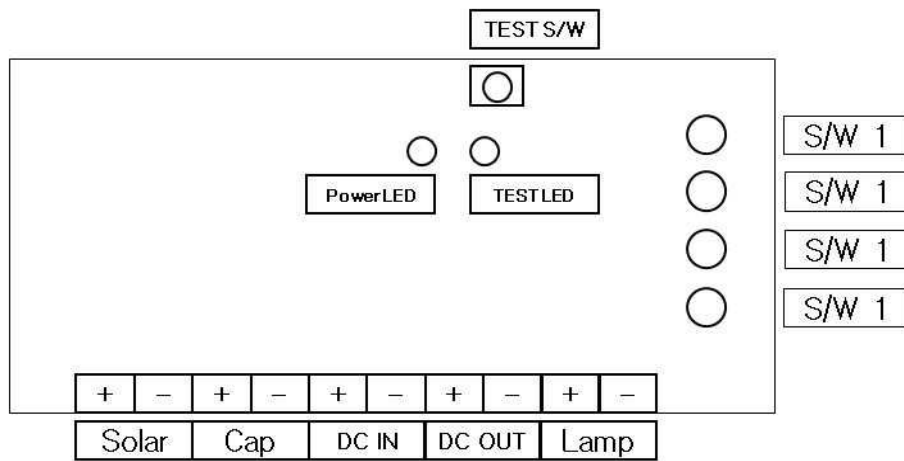 TEST S/W
S/W 1
PowerLED TEST LED
S/W 1
S/W 1
S/W 1
+ - + - + - + - + -
Solar Cap DC IN DC OUT Lamp